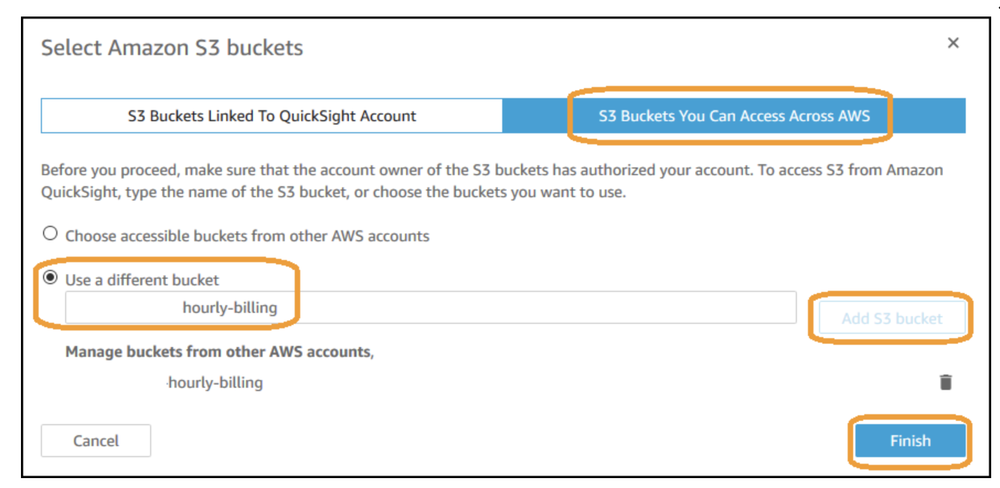 Select Amazon S3 buckets
×
S3 Buckets Linked To QuickSight Account
S3 Buckets You Can Access Across AWS
Before you proceed, make sure that the account owner of the S3 buckets has authorized your account. To access S3 from Amazon
QuickSight, type the name of the S3 bucket, or choose the buckets you want to use.
Choose accessible buckets from other AWS accounts
Use a different bucket
hourly-billing
Add S3 bucket
Manage buckets from other AWS accounts,
-hourly-billing
Cancel
Finish